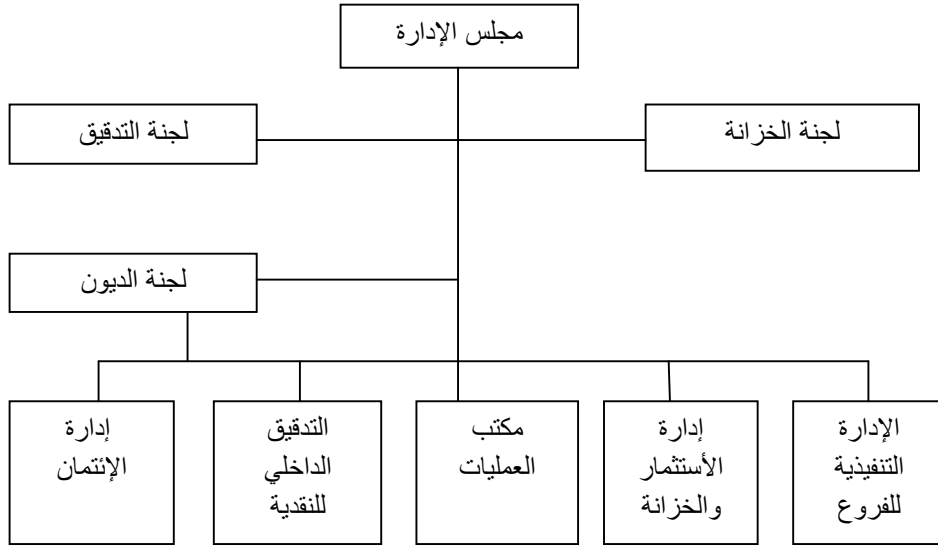 مجلس الإدارة
لجنة الخزانة
لجنة التدقيق
لجنة الديون
الإدارة
التنفيذية
للفروع
إدارة
الأستثمار
والخزانة
مكتب
العمليات
التدقيق
الداخلي
للنقدية
إدارة
الإئتمان